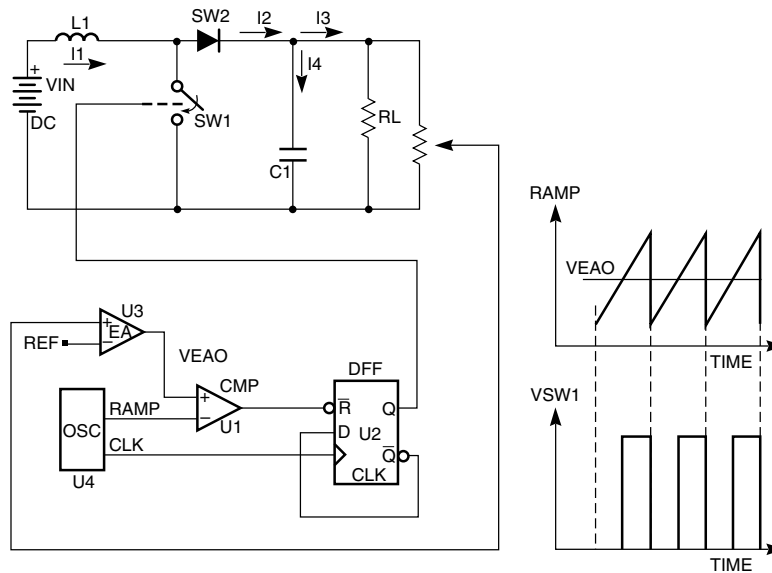 L1
SW2
I2
I3
I1
I4
+
VIN
DC
SW1
RL
C1
RAMP
VEAO
TIME
U3
+
EA
−
REF
VEAO
DFF
CMP
RAMP
+
−
U1
R
Q
D
U2
Q
OSC
CLK
CLK
U4
VSW1
TIME